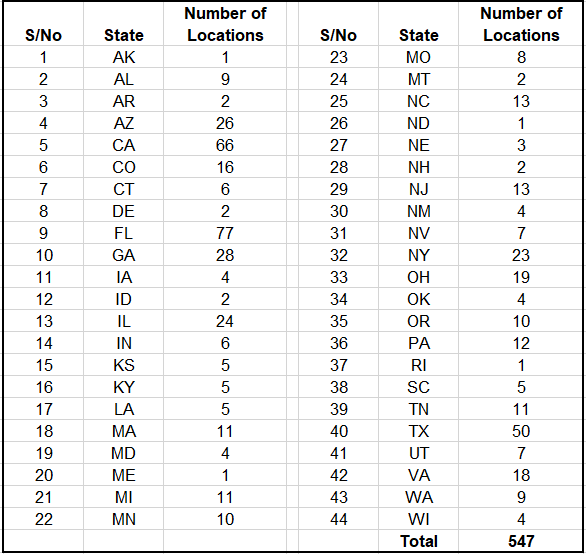 S/No State Number of Locations S/No State Number of Locations
1 AK 1 23 MO 8
2 AL 9 24 MT 2
3 AR 2 25 NC 13
4 AZ 26 26 ND 1
5 CA 66 27 NE 3
6 CO 16 28 NH 2
7 CT 6 29 NJ 13
8 DE 2 30 NM 4
9 FL 77 31 NV 7
10 GA 28 32 NY 23
11 IA 4 33 OH 19
12 ID 2 34 OK 4
13 IL 24 35 OR 10
14 IN 6 36 PA 12
15 KS 5 37 RI 1
16 KY 5 38 SC 5
17 LA 5 39 TN 11
18 MA 11 40 TX 50
19 MD 4 41 UT 7
20 ME 1 42 VA 18
21 MI 11 43 WA 9
22 MN 10 44 WI 4
Total 547